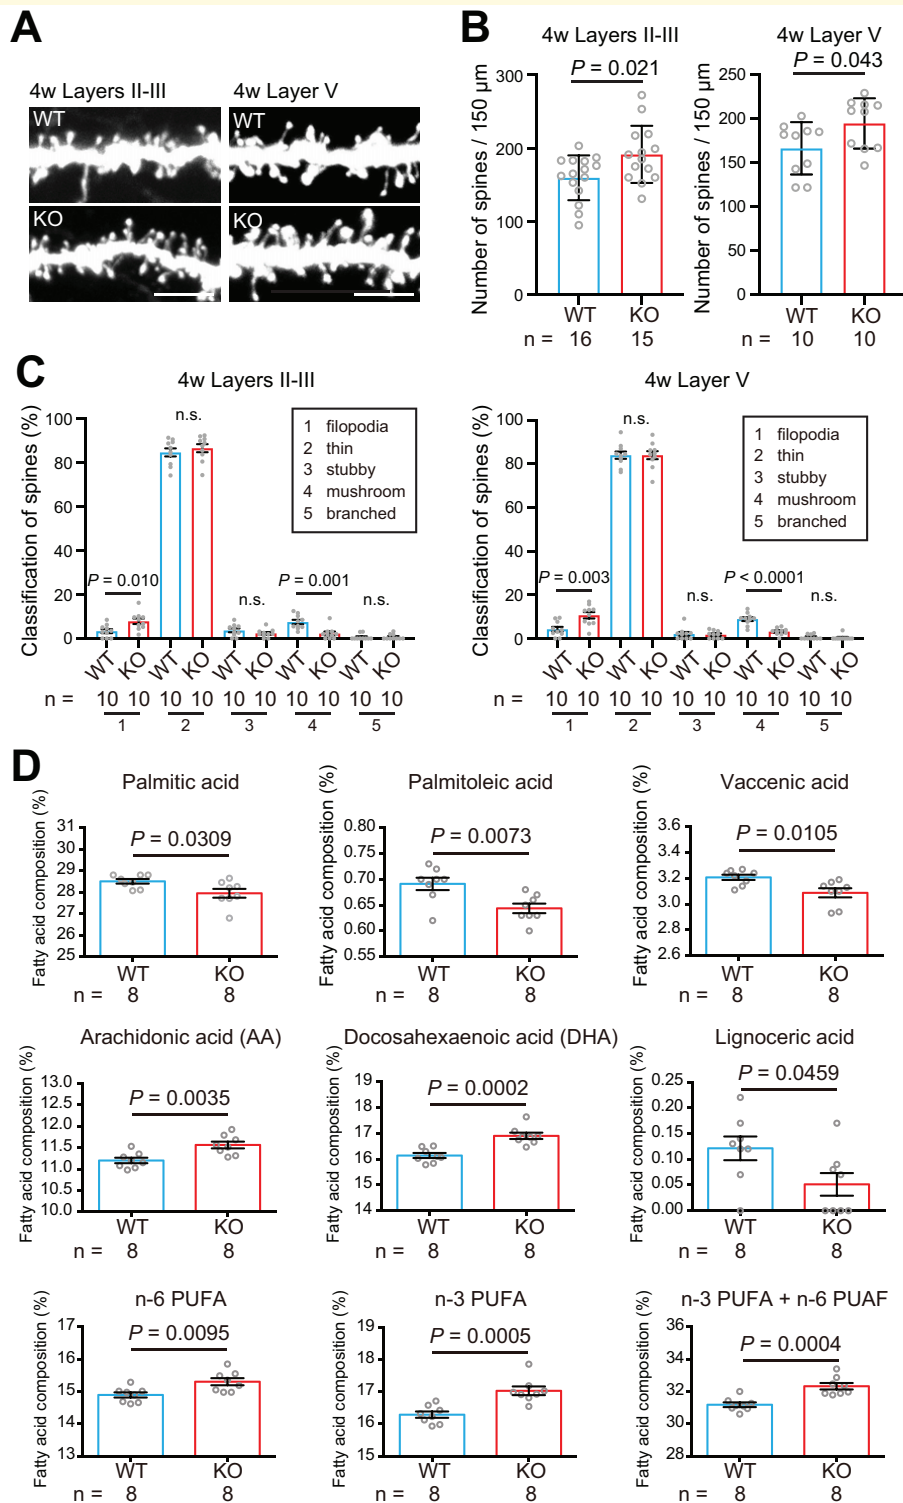 A
4w Layers II-III
4w Layer V
WT
WT
KO
KO
B
4w Layers II-III
4w Layer V
P = 0.021
P = 0.043
Number of spines / 150 µm
300
200
100
0
WT
KO
n = 16 15
Number of spines / 150 µm
250
200
150
100
50
0
WT
KO
10 10
C
4w Layers II-III
Classification of spines (%)
100
80
60
40
20
0
n.s.
1 filopodia
2 thin
3 stubby
4 mushroom
5 branched
P = 0.010
P = 0.001
n.s.
n.s.
WT KO WT KO WT KO WT KO WT KO
n = 10 10 10 10 10 10 10 10 10 10
1 2 3 4 5
4w Layer V
Classification of spines (%)
100
80
60
40
20
0
n.s.
1 filopodia
2 thin
3 stubby
4 mushroom
5 branched
P = 0.003
P < 0.0001
n.s.
n.s.
WT KO WT KO WT KO WT KO WT KO
n = 10 10 10 10 10 10 10 10 10 10
1 2 3 4 5
D
Palmitic acid
Fatty acid composition (%)
31
30
29
28
27
26
25
P = 0.0309
WT KO
n = 8 8
Palmitoleic acid
Fatty acid composition (%)
0.80
0.75
0.70
0.65
0.60
0.55
P = 0.0073
WT KO
n = 8 8
Vaccenic acid
Fatty acid composition (%)
3.6
3.4
3.2
3.0
2.8
2.6
P = 0.0105
WT KO
n = 8 8
Arachidonic acid (AA)
Fatty acid composition (%)
13.0
12.5
12.0
11.5
11.0
10.5
10.0
P = 0.0035
WT KO
n = 8 8
Docosahexaenoic acid (DHA)
Fatty acid composition (%)
19
18
17
16
15
14
P = 0.0002
WT KO
n = 8 8
Lignoceric acid
Fatty acid composition (%)
0.25
0.20
0.15
0.10
0.05
0.00
P = 0.0459
WT KO
n = 8 8
n-6 PUFA
Fatty acid composition (%)
17
16
15
14
13
P = 0.0095
WT KO
n = 8 8
n-3 PUFA
Fatty acid composition (%)
19
18
17
16
15
P = 0.0005
WT KO
n = 8 8
n-3 PUFA + n-6 PUAF
Fatty acid composition (%)
36
34
32
30
28
P = 0.0004
WT KO
n = 8 8